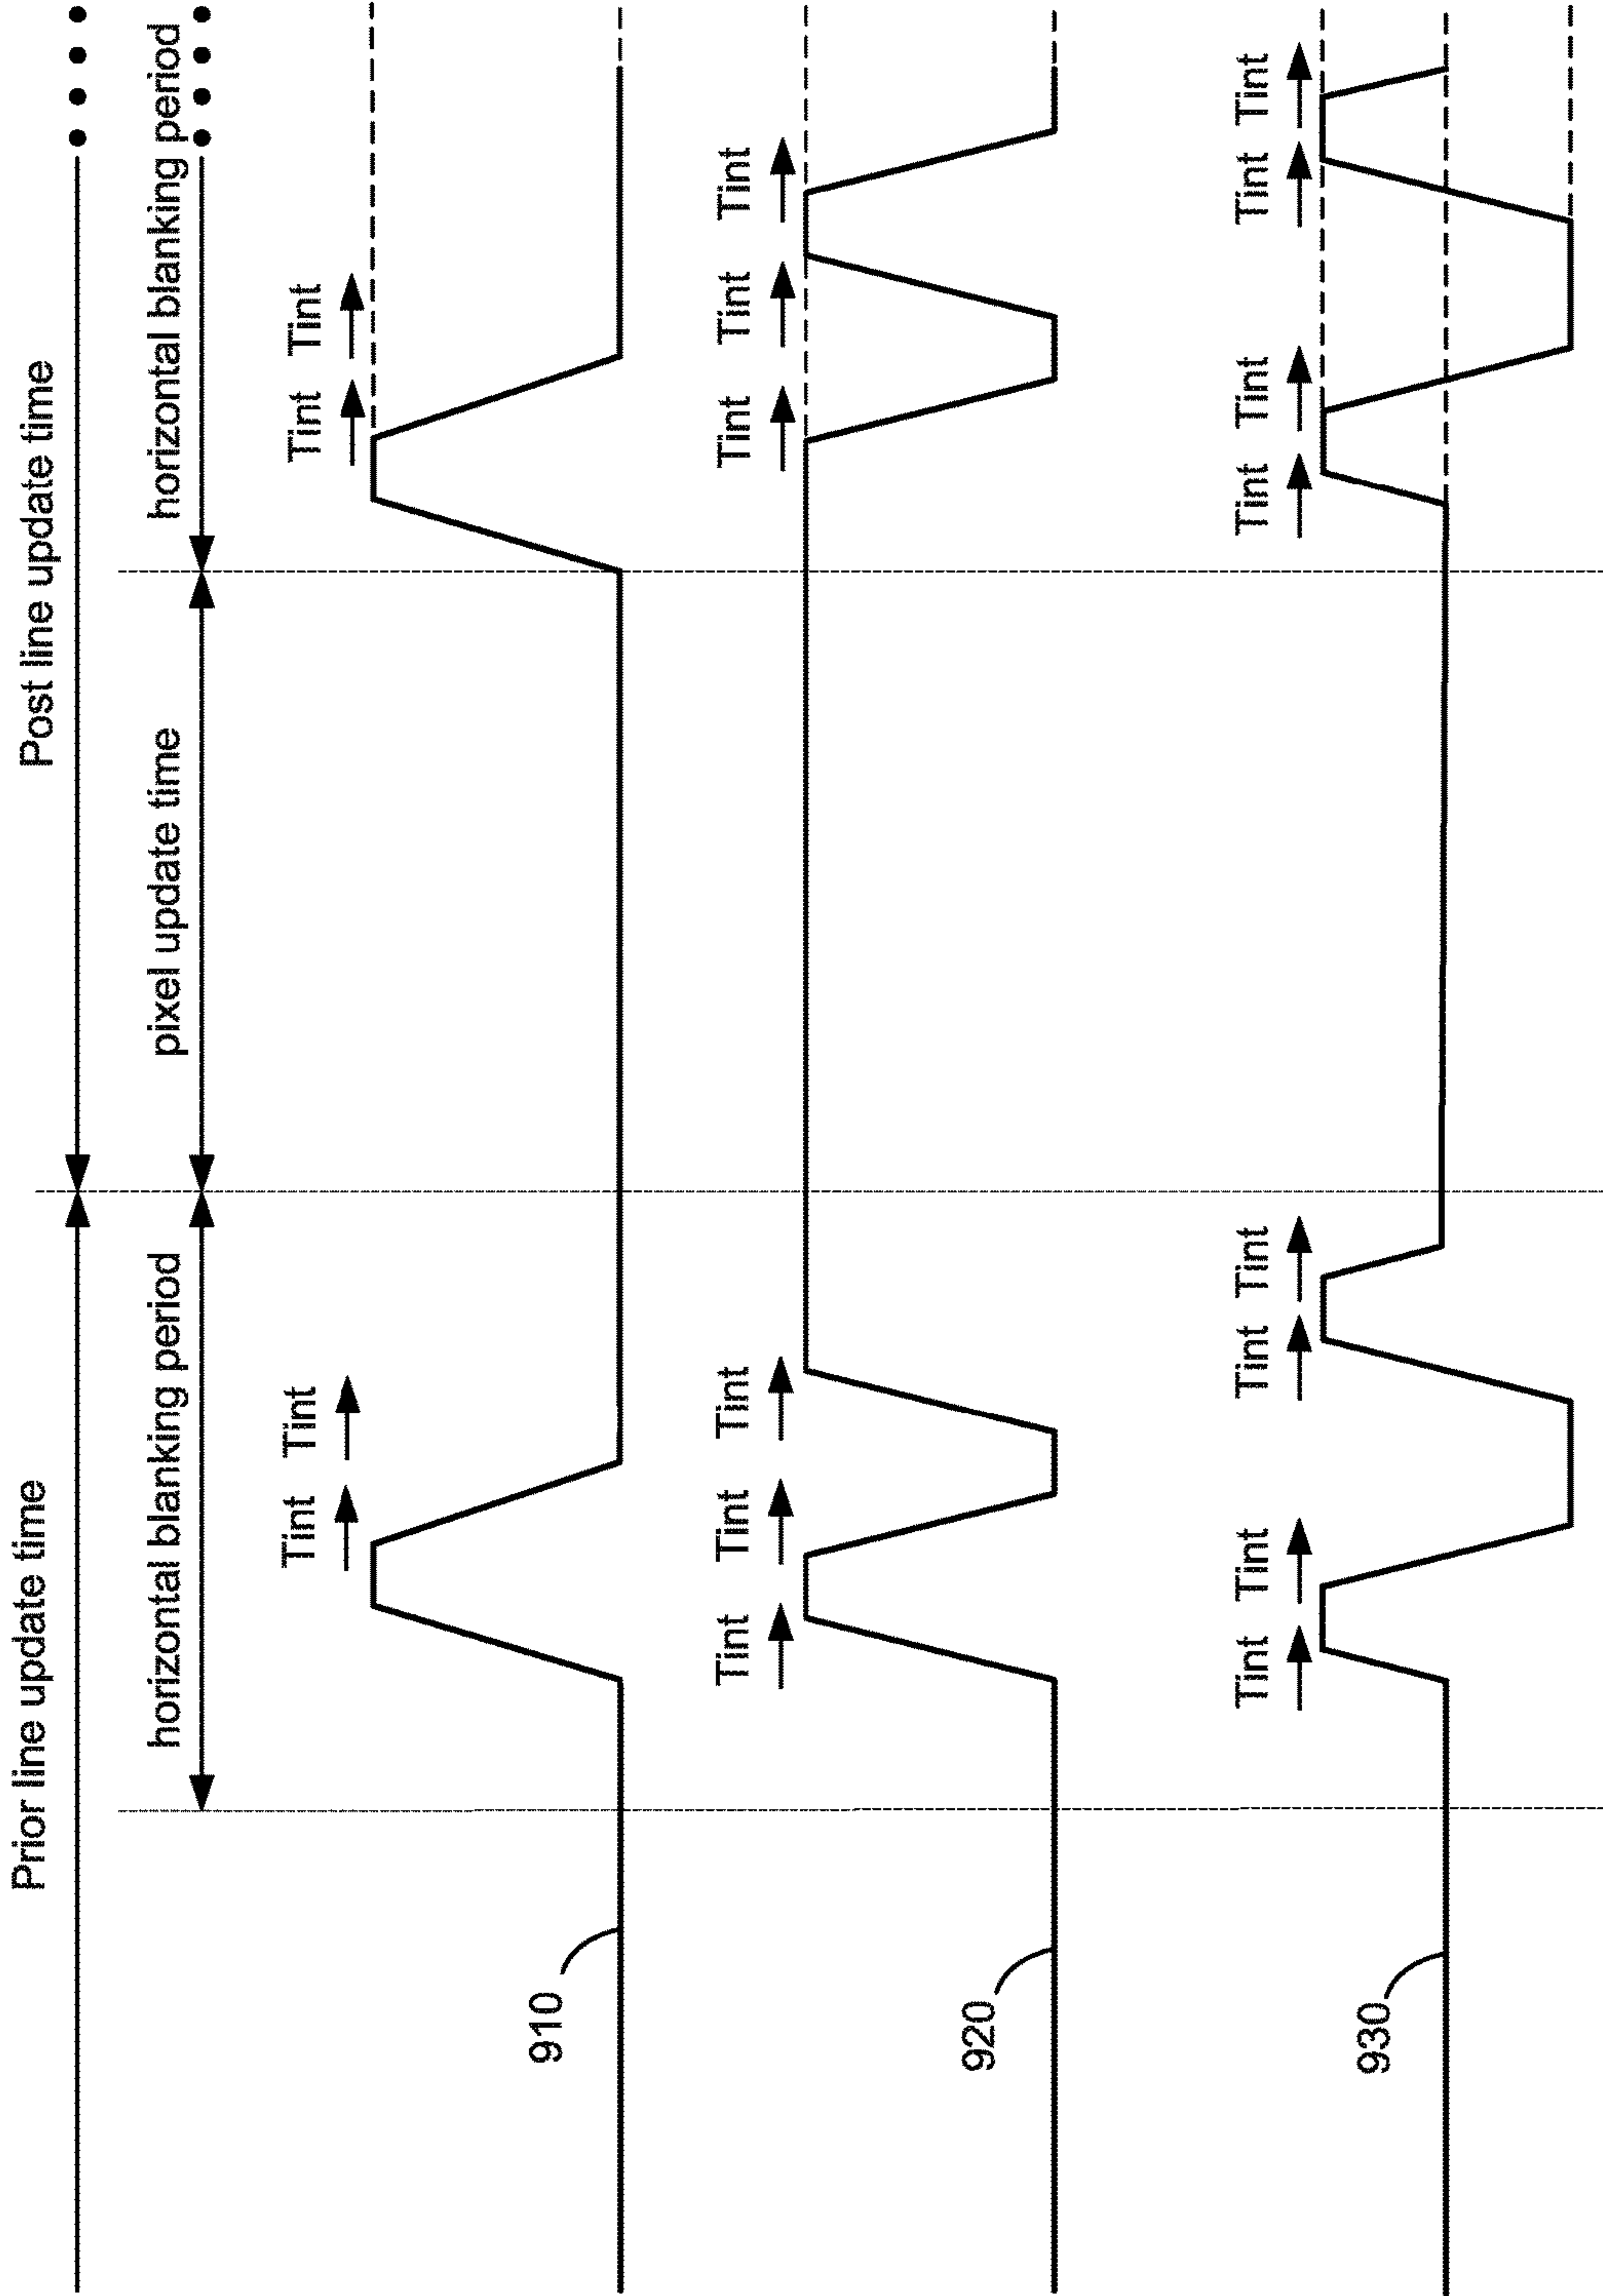 Prior line update time
Post line update time
horizontal blanking period
pixel update time
horizontal blanking period
Tint Tint
Tint Tint
910
Tint Tint Tint
Tint Tint Tint
920
Tint Tint Tint Tint
Tint Tint Tint Tint
930